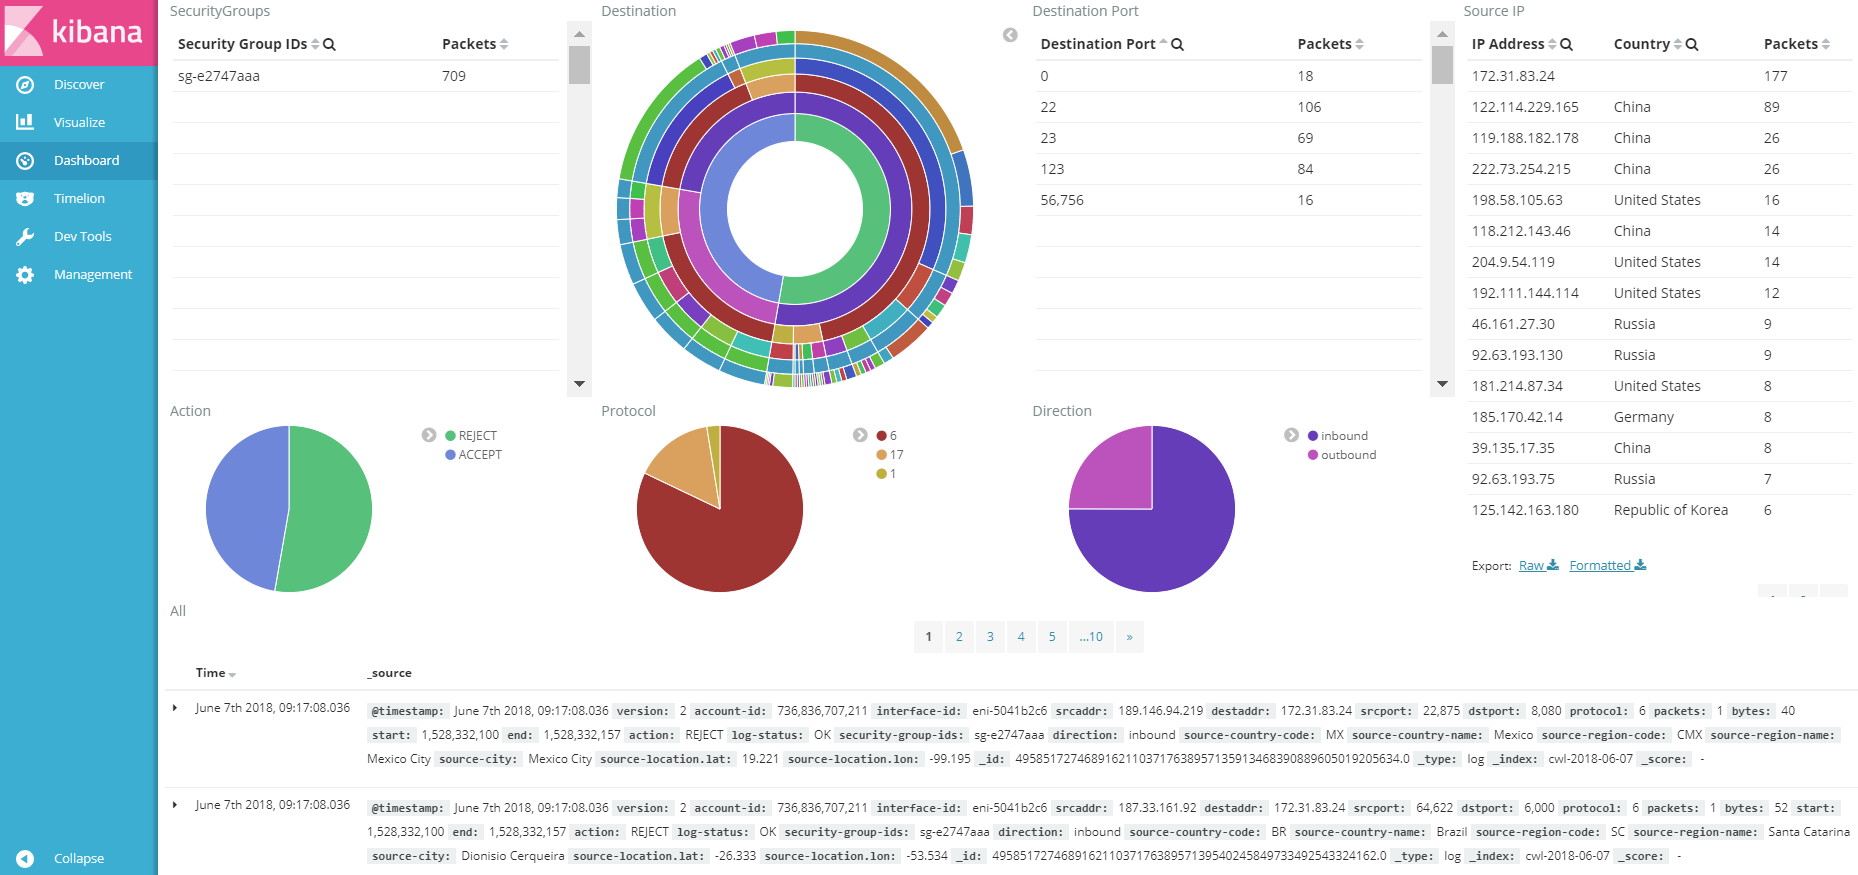 kibana
Discover
Visualize
Dashboard
Timelion
Dev Tools
Management
Collapse
SecurityGroups
Security Group IDs Packets
sg-e2747aaa 709
Destination
Destination Port
Destination Port Packets
0 18
22 106
23 69
123 84
56,756 16
Source IP
IP Address Country Packets
172.31.83.24 177
122.114.229.165 China 89
119.188.182.178 China 26
222.73.254.215 China 26
198.58.105.63 United States 16
118.212.143.46 China 14
204.9.54.119 United States 14
192.111.144.114 United States 12
46.161.27.30 Russia 9
92.63.193.130 Russia 9
181.214.87.34 United States 8
185.170.42.14 Germany 8
39.135.17.35 China 8
92.63.193.75 Russia 7
125.142.163.180 Republic of Korea 6
Export: Raw Formatted
Action
REJECT
ACCEPT
Protocol
6
17
1
Direction
inbound
outbound
All
1 2 3 4 5 ...10 »
Time _source
June 7th 2018, 09:17:08.036 @timestamp: June 7th 2018, 09:17:08.036 version: 2 account-id: 736,836,707,211 interface-id: eni-5041b2c6 srcaddr: 189.146.94.219 destaddr: 172.31.83.24 srcport: 22,875 dstport: 8,080 protocol: 6 packets: 1 bytes: 40
start: 1,528,332,100 end: 1,528,332,157 action: REJECT log-status: OK security-group-ids: sg-e2747aaa direction: inbound source-country-code: MX source-country-name: Mexico source-region-code: CMX source-region-name:
Mexico City source-city: Mexico City source-location.lat: 19.221 source-location.lon: -99.195 _id: 49585172746891621103717638957135913468390889605019205634.0 _type: log _index: cwl-2018-06-07 _score: -
June 7th 2018, 09:17:08.036 @timestamp: June 7th 2018, 09:17:08.036 version: 2 account-id: 736,836,707,211 interface-id: eni-5041b2c6 srcaddr: 187.33.161.92 destaddr: 172.31.83.24 srcport: 64,622 dstport: 6,000 protocol: 6 packets: 1 bytes: 52 start:
1,528,332,100 end: 1,528,332,157 action: REJECT log-status: OK security-group-ids: sg-e2747aaa direction: inbound source-country-code: BR source-country-name: Brazil source-region-code: SC source-region-name: Santa Catarina
source-city: Dionisio Cerqueira source-location.lat: -26.333 source-location.lon: -53.534 _id: 49585172746891621103717638957139540245849733492543324162.0 _type: log _index: cwl-2018-06-07 _score: -